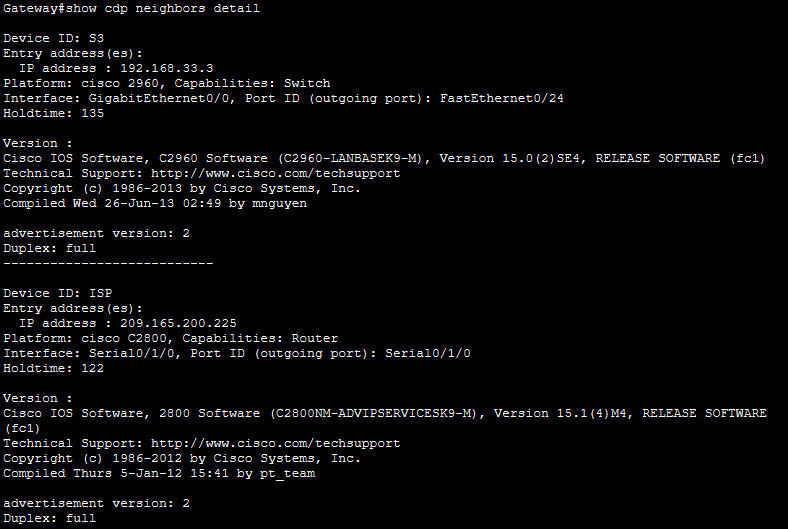 Gateway#show cdp neighbors detail
Device ID: S3
Entry address(es):
IP address : 192.168.33.3
Platform: cisco 2960, Capabilities: Switch
Interface: GigabitEthernet0/0, Port ID (outgoing port): FastEthernet0/24
Holdtime: 135
Version :
Cisco IOS Software, C2960 Software (C2960-LANBASEK9-M), Version 15.0(2)SE4, RELEASE SOFTWARE (fc1)
Technical Support: http://www.cisco.com/techsupport
Copyright (c) 1986-2013 by Cisco Systems, Inc.
Compiled Wed 26-Jun-13 02:49 by mnguyen
advertisement version: 2
Duplex: full
---------------------------
Device ID: ISP
Entry address(es):
IP address : 209.165.200.225
Platform: cisco C2800, Capabilities: Router
Interface: Serial0/1/0, Port ID (outgoing port): Serial0/1/0
Holdtime: 122
Version :
Cisco IOS Software, 2800 Software (C2800NM-ADVIPSERVICESK9-M), Version 15.1(4)M4, RELEASE SOFTWARE
(fc1)
Technical Support: http://www.cisco.com/techsupport
Copyright (c) 1986-2012 by Cisco Systems, Inc.
Compiled Thurs 5-Jan-12 15:41 by pt_team
advertisement version: 2
Duplex: full